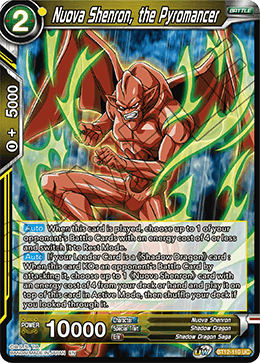 2
Nuova Shenron, the Pyromancer
BATTLE
+ 5000
Auto When this card is played, choose up to 1 of your
opponent's Battle Cards with an energy cost of 4 or less
and switch it to Rest Mode.
Auto If your Leader Card is a «Shadow Dragon» card :
When this card KOs an opponent's Battle Card by
attacking it, choose up to 1 《Nuova Shenron》 card with
an energy cost of 4 from your deck or hand and play it on
top of this card in Active Mode, then shuffle your deck if
you looked through it.
POWER
10000
Character Nuova Shenron
Special Trait Shadow Dragon
Era Shadow Dragon Saga
BT12-110 UC